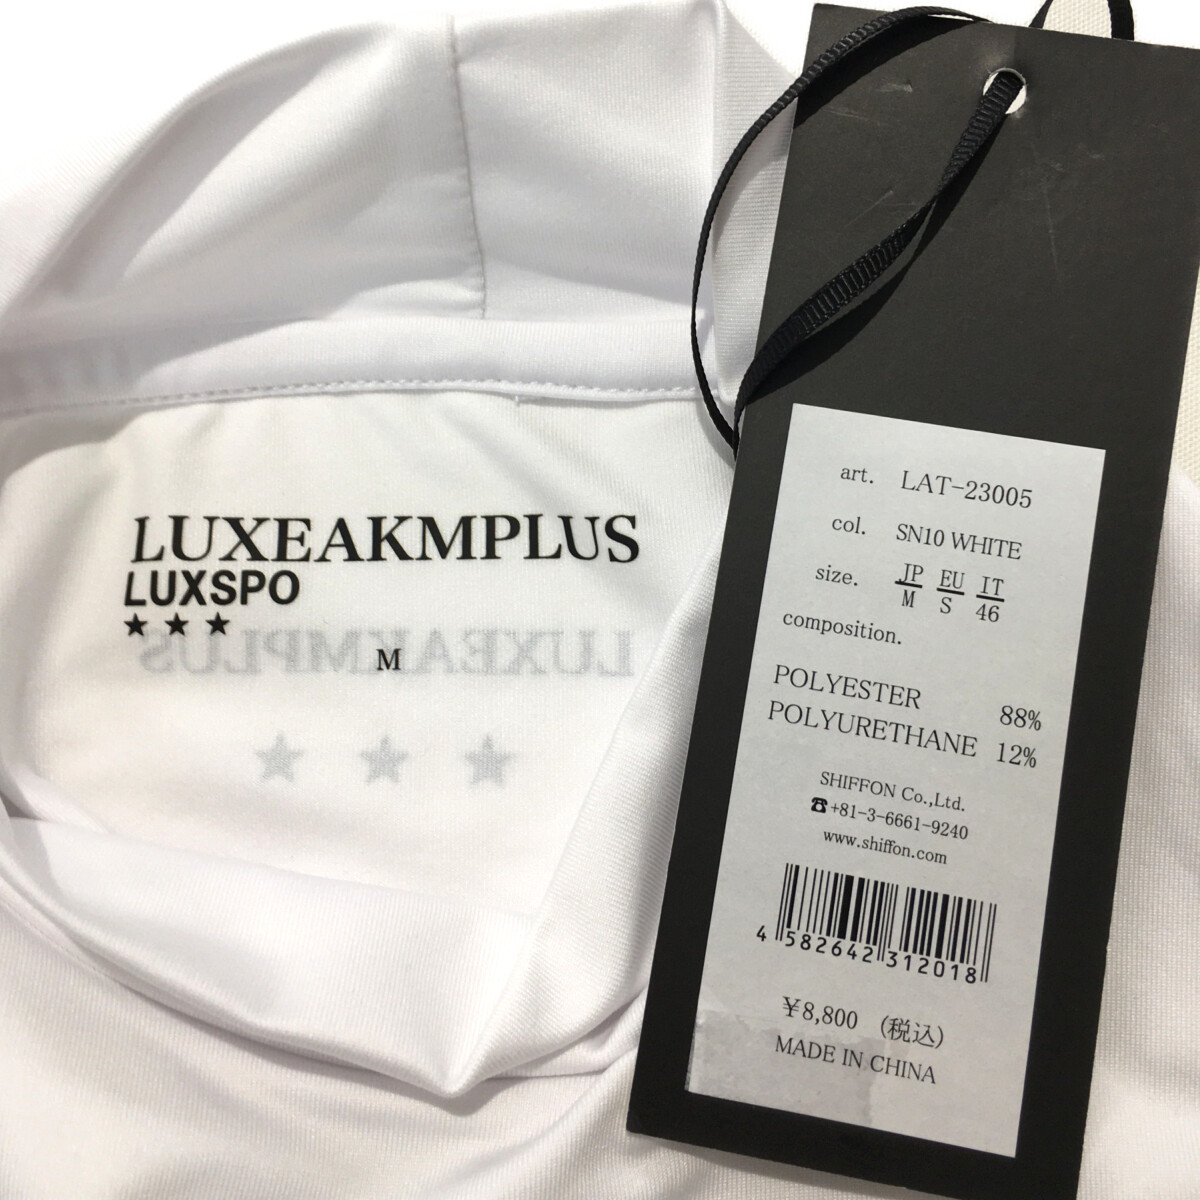 LUXEAKMPLUS
LUXSPO
★ ★ ★
M
LUXEAKMPLUS
★ ★ ★
art. LAT-23005
col. SN10 WHITE
size. JP/M EU/S IT/46
composition.
POLYESTER 88%
POLYURETHANE 12%
SHIFFON Co.,Ltd.
☎+81-3-6661-9240
www.shiffon.com
4 582642 312018
¥8,800 (税込)
MADE IN CHINA